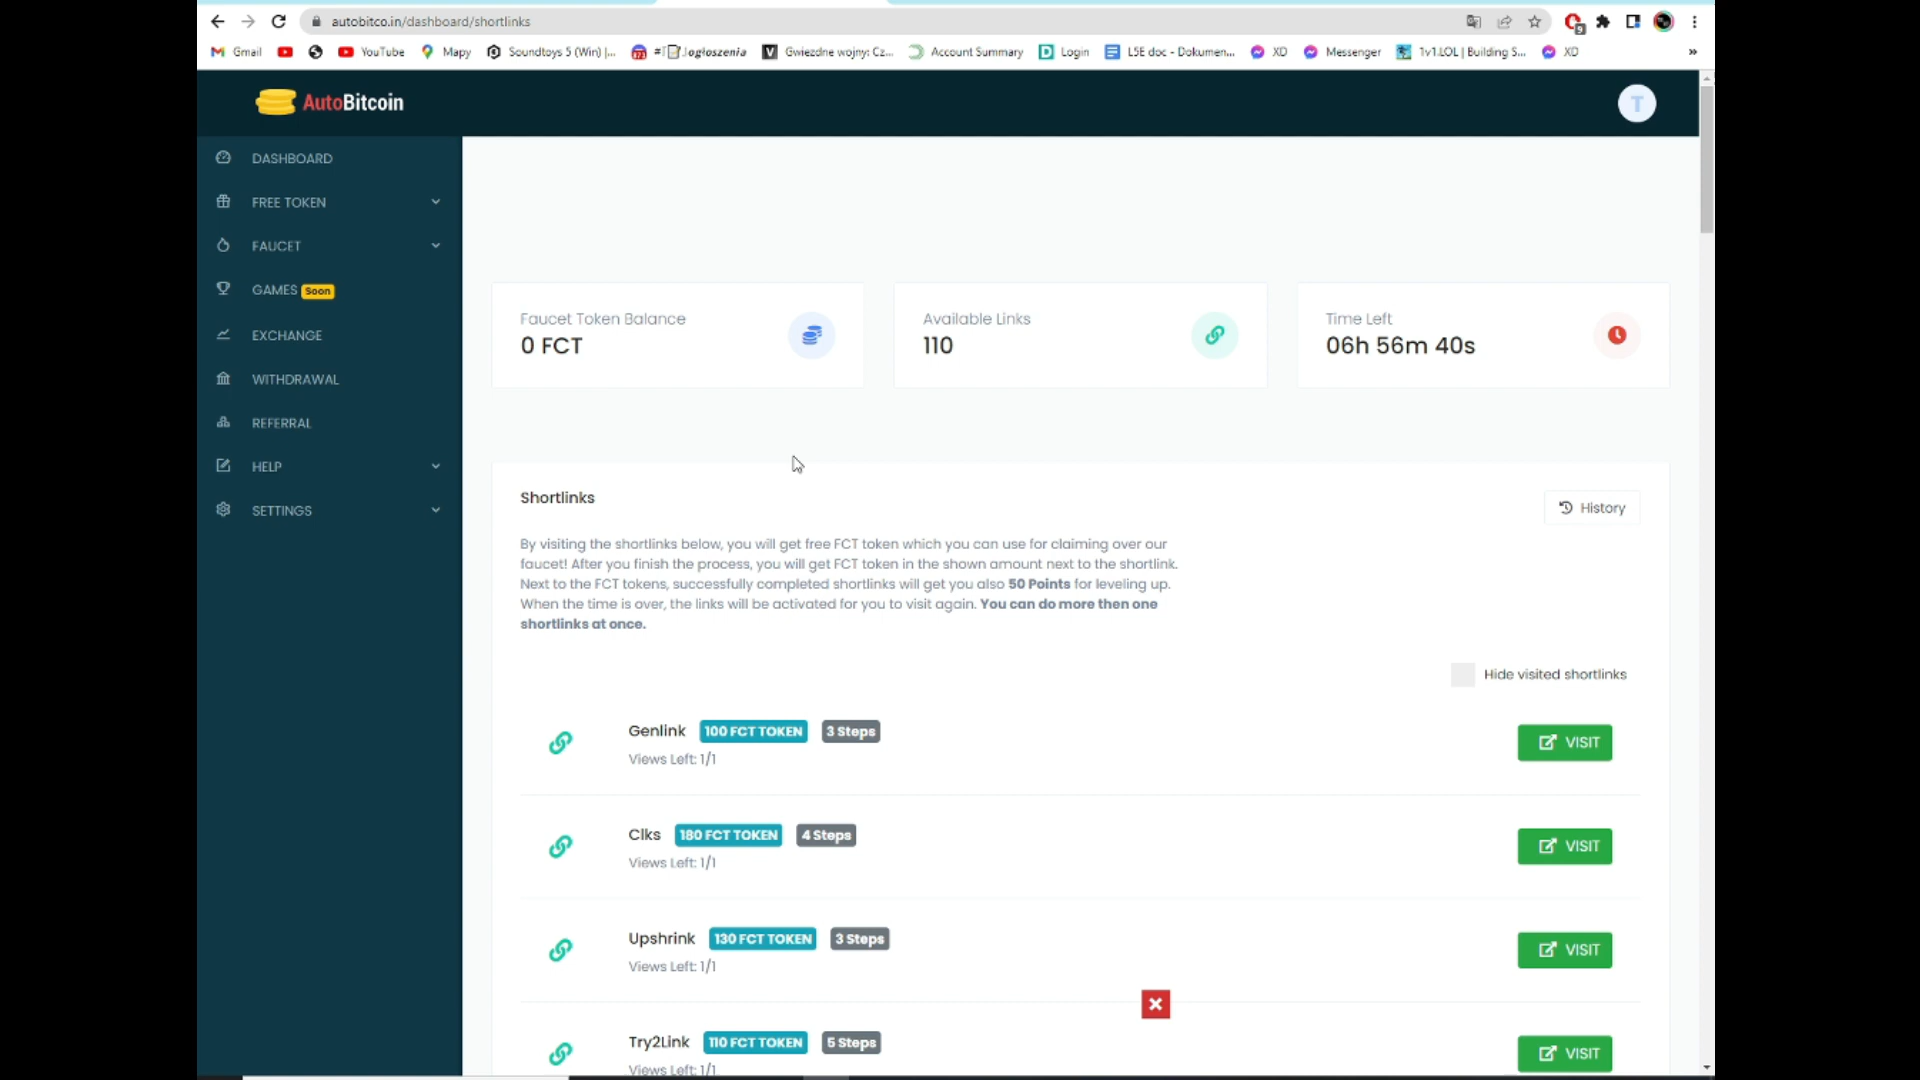 autobitco.in/dashboard/shortlinks
Gmail YouTube Mapy Soundtoys 5 (Win) |... ogłoszenia Gwiezdne wojny: Cz... Account Summary Login LSE doc - Dokumen... XD Messenger 1v1.LOL | Building S... XD »
AutoBitcoin
T
DASHBOARD
FREE TOKEN
FAUCET
GAMES Soon
EXCHANGE
WITHDRAWAL
REFERRAL
HELP
SETTINGS
Faucet Token Balance
0 FCT
Available Links
110
Time Left
06h 56m 40s
Shortlinks
History
By visiting the shortlinks below, you will get free FCT token which you can use for claiming over our
faucet! After you finish the process, you will get FCT token in the shown amount next to the shortlink.
Next to the FCT tokens, successfully completed shortlinks will get you also 50 Points for leveling up.
When the time is over, the links will be activated for you to visit again. You can do more then one
shortlinks at once.
Hide visited shortlinks
Genlink 100 FCT TOKEN 3 Steps
Views Left: 1/1
VISIT
Clks 180 FCT TOKEN 4 Steps
Views Left: 1/1
VISIT
Upshrink 130 FCT TOKEN 3 Steps
Views Left: 1/1
VISIT
Try2Link 110 FCT TOKEN 5 Steps
Views Left: 1/1
VISIT